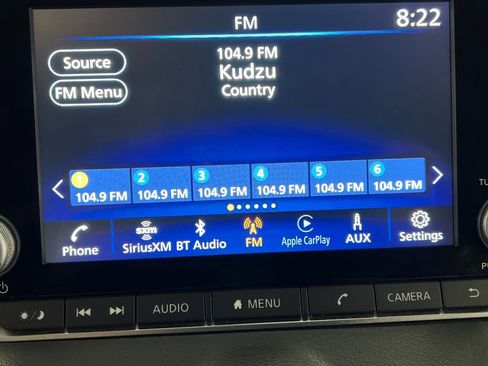 FM
8:22
Source
FM Menu
104.9 FM
Kudzu
Country
1 2 3 4 5 6
104.9 FM 104.9 FM 104.9 FM 104.9 FM 104.9 FM 104.9 FM
sxm
Phone SiriusXM BT Audio FM Apple CarPlay AUX Settings
AUDIO MENU CAMERA
TU
PU